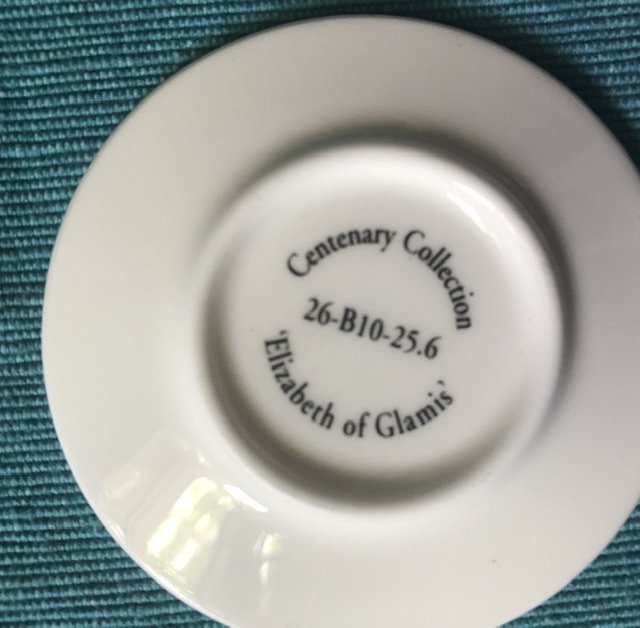 Centenary Collection
26-B10-25.6
'Elizabeth of Glamis'